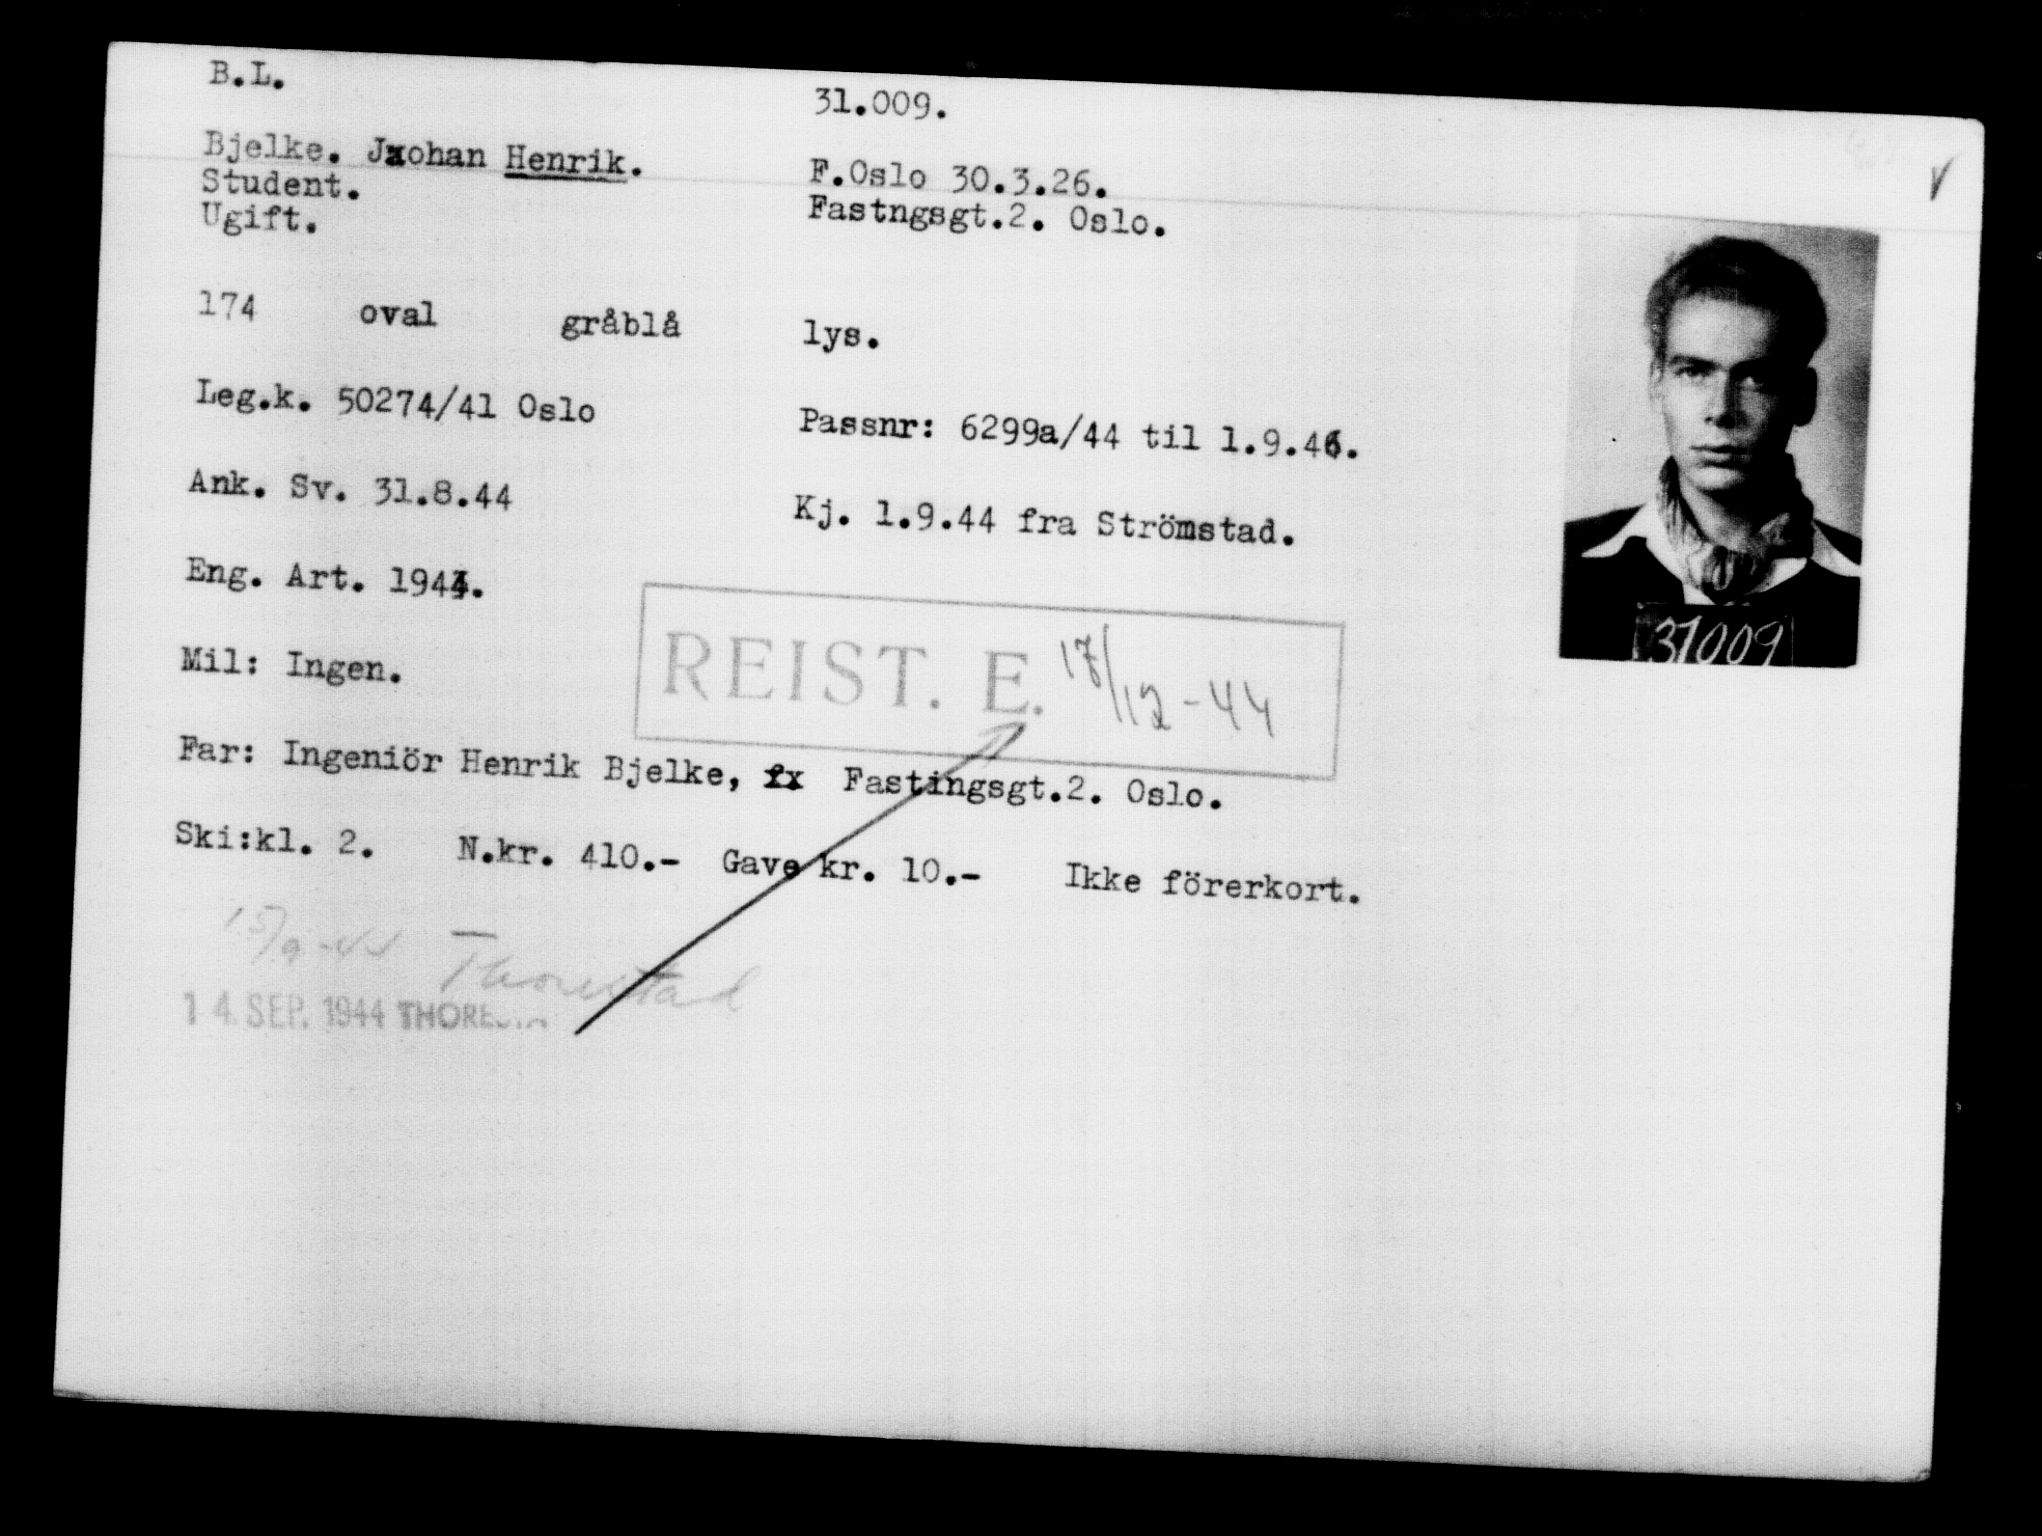 B.L.
31.009.
Bjelke. Jxohan Henrik.
F.Oslo 30.3.26.
Student.
Fastngsgt.2. Oslo.
Ugift.
174 oval gråblå lys.
Leg.k. 50274/41 Oslo
Passnr: 6299a/44 til 1.9.46.
Ank. Sv. 31.8.44
Kj. 1.9.44 fra Strömstad.
Eng. Art. 1944.
31009
Mil: Ingen.
REIST. E. 17/12-44
Far: Ingeniör Henrik Bjelke, fx Fastingsgt.2. Oslo.
Ski:kl. 2. N.kr. 410.- Gave kr. 10.- Ikke förerkort.
15/9-44 Thorestad
14. SEP. 1944